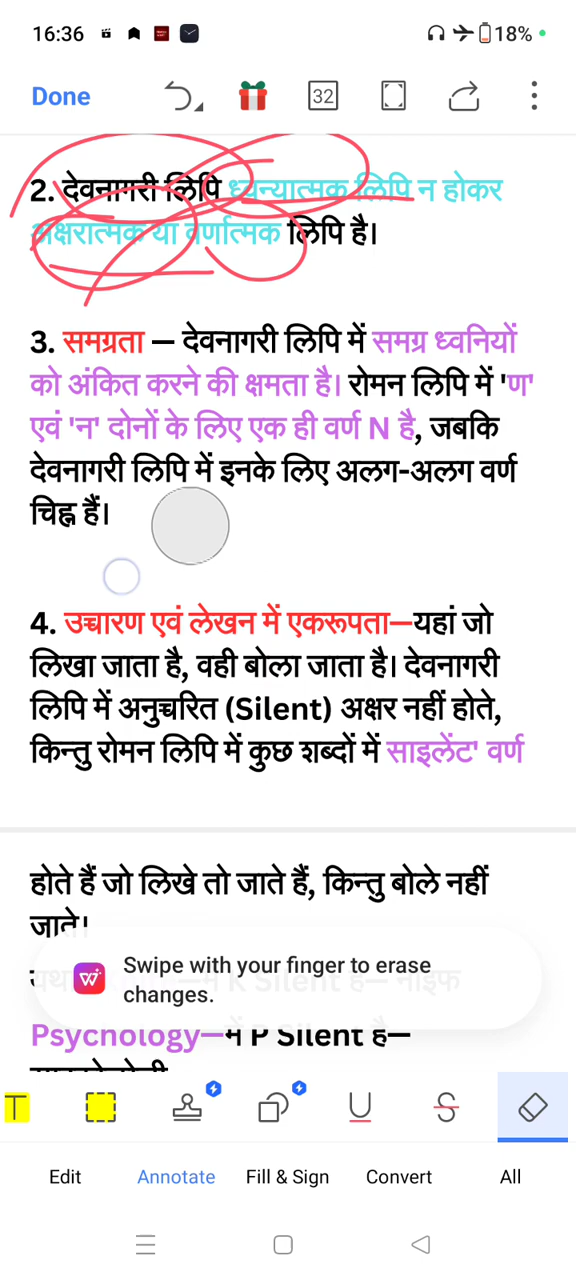 16:36
18%
Done
32
2. देवनागरी लिपि ध्वन्यात्मक लिपि न होकर
अक्षरात्मक या वर्णात्मक लिपि है।
3. समग्रता — देवनागरी लिपि में समग्र ध्वनियों
को अंकित करने की क्षमता है। रोमन लिपि में 'ण'
एवं 'न' दोनों के लिए एक ही वर्ण N है, जबकि
देवनागरी लिपि में इनके लिए अलग-अलग वर्ण
चिह्न हैं।
4. उच्चारण एवं लेखन में एकरूपता—यहां जो
लिखा जाता है, वही बोला जाता है। देवनागरी
लिपि में अनुच्चरित (Silent) अक्षर नहीं होते,
किन्तु रोमन लिपि में कुछ शब्दों में साइलेंट' वर्ण
होते हैं जो लिखे तो जाते हैं, किन्तु बोले नहीं
जाते।
Swipe with your finger to erase
changes.
Psychology—में P Silent है—
Edit Annotate Fill & Sign Convert All